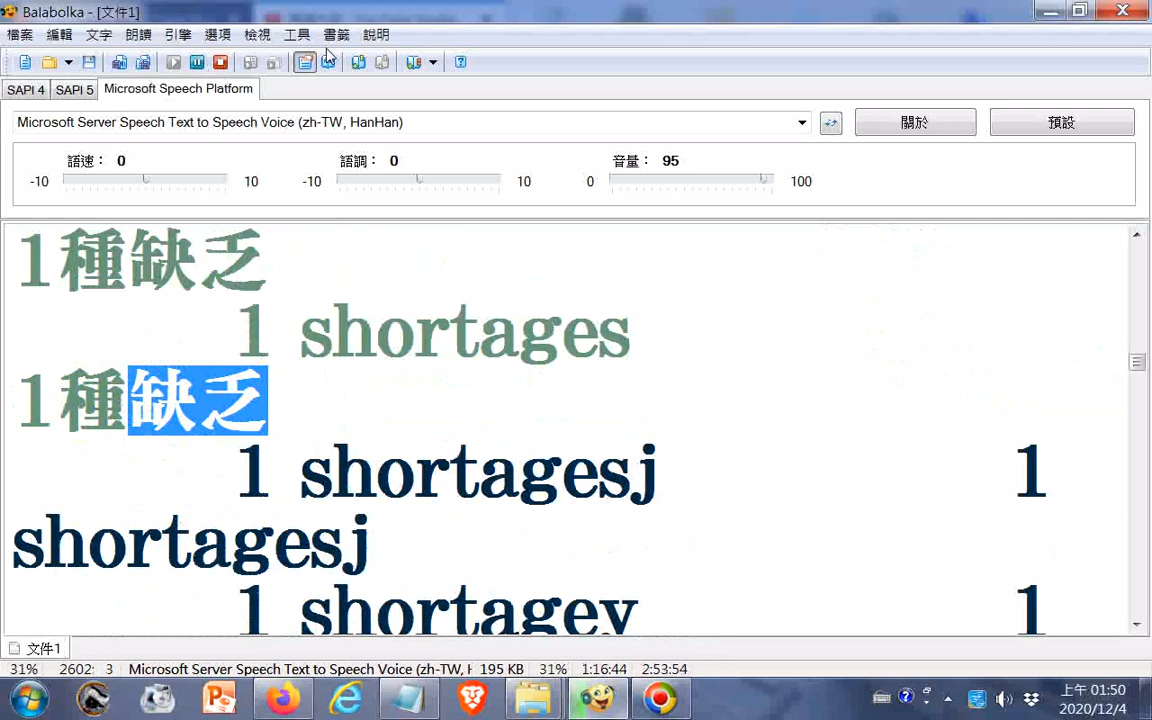 Balabolka - [文件1]
檔案 編輯 文字 朗讀 引擎 選項 檢視 工具 書籤 說明
SAPI 4 SAPI 5 Microsoft Speech Platform
Microsoft Server Speech Text to Speech Voice (zh-TW, HanHan) 關於 預設
語速： 0 語調： 0 音量： 95
-10 10 -10 10 0 100
1種缺乏
1 shortages
1種缺乏
1 shortagesj 1
shortagesj
1 shortagey 1
文件1
31% 2602: 3 Microsoft Server Speech Text to Speech Voice (zh-TW, H 195 KB 31% 1:16:44 2:53:54
上午 01:50
2020/12/4